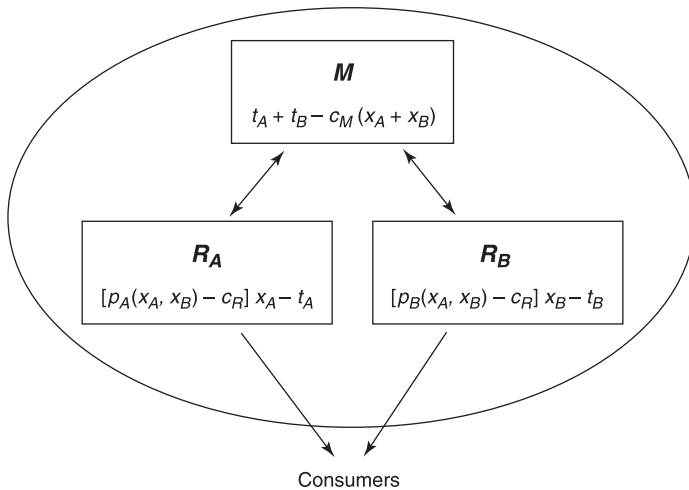 M
t_A + t_B – c_M (x_A + x_B)
R_A
[p_A(x_A, x_B) – c_R] x_A – t_A
R_B
[p_B(x_A, x_B) – c_R] x_B – t_B
Consumers